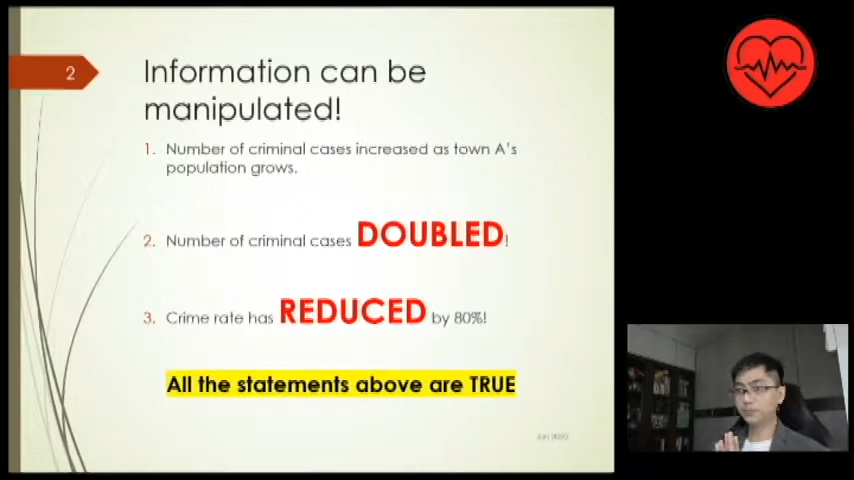 2
Information can be
manipulated!
1. Number of criminal cases increased as town A's
population grows.
2. Number of criminal cases DOUBLED!
3. Crime rate has REDUCED by 80%!
All the statements above are TRUE